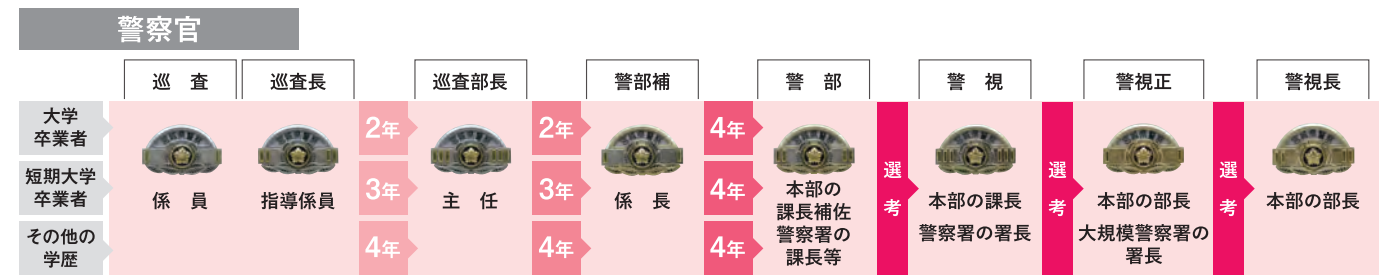 警察官
巡 査
巡査長
巡査部長
警部補
警 部
警 視
警視正
警視長
大学
卒業者
2年
2年
4年
短期大学
卒業者
3年
3年
4年
その他の
学歴
4年
4年
4年
係 員
指導係員
主 任
係 長
本部の
課長補佐
警察署の
課長等
選考
本部の課長
警察署の署長
選考
本部の部長
大規模警察署の
署長
選考
本部の部長